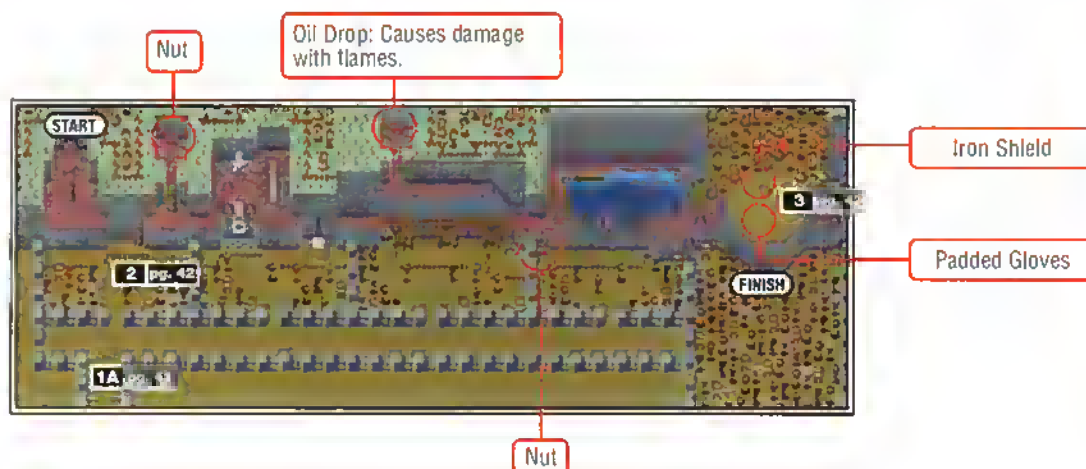 Nut
Oil Drop: Causes damage
with flames.
START
Iron Shield
3
2 pg. 42
Padded Gloves
FINISH
1A
Nut